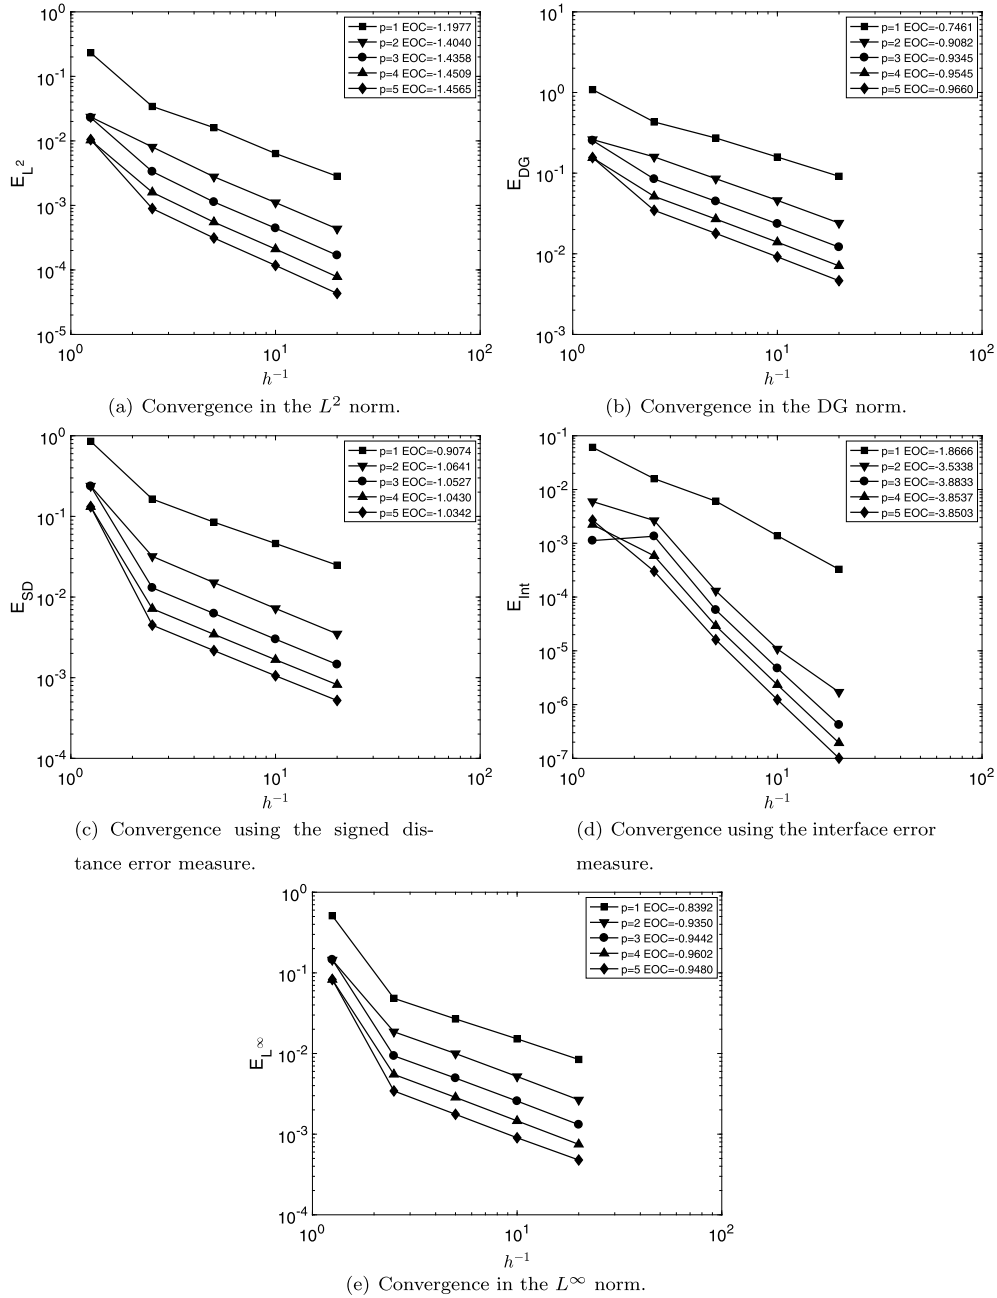 10^0
10^-1
10^-2
10^-3
10^-4
10^-5
E_{L^2}
p=1 EOC=-1.1977
p=2 EOC=-1.4040
p=3 EOC=-1.4358
p=4 EOC=-1.4509
p=5 EOC=-1.4565
10^0 10^1 10^2
h^{-1}
(a) Convergence in the L^2 norm.
10^1
10^0
10^-1
10^-2
10^-3
E_{DG}
p=1 EOC=-0.7461
p=2 EOC=-0.9082
p=3 EOC=-0.9345
p=4 EOC=-0.9545
p=5 EOC=-0.9660
10^0 10^1 10^2
h^{-1}
(b) Convergence in the DG norm.
10^0
10^-1
10^-2
10^-3
10^-4
E_{SD}
p=1 EOC=-0.9074
p=2 EOC=-1.0641
p=3 EOC=-1.0527
p=4 EOC=-1.0430
p=5 EOC=-1.0342
10^0 10^1 10^2
h^{-1}
(c) Convergence using the signed dis-
tance error measure.
10^-1
10^-2
10^-3
10^-4
10^-5
10^-6
10^-7
E_{Int}
p=1 EOC=-1.8666
p=2 EOC=-3.5338
p=3 EOC=-3.8833
p=4 EOC=-3.8537
p=5 EOC=-3.8503
10^0 10^1 10^2
h^{-1}
(d) Convergence using the interface error
measure.
10^0
10^-1
10^-2
10^-3
10^-4
E_{L^∞}
p=1 EOC=-0.8392
p=2 EOC=-0.9350
p=3 EOC=-0.9442
p=4 EOC=-0.9602
p=5 EOC=-0.9480
10^0 10^1 10^2
h^{-1}
(e) Convergence in the L^∞ norm.